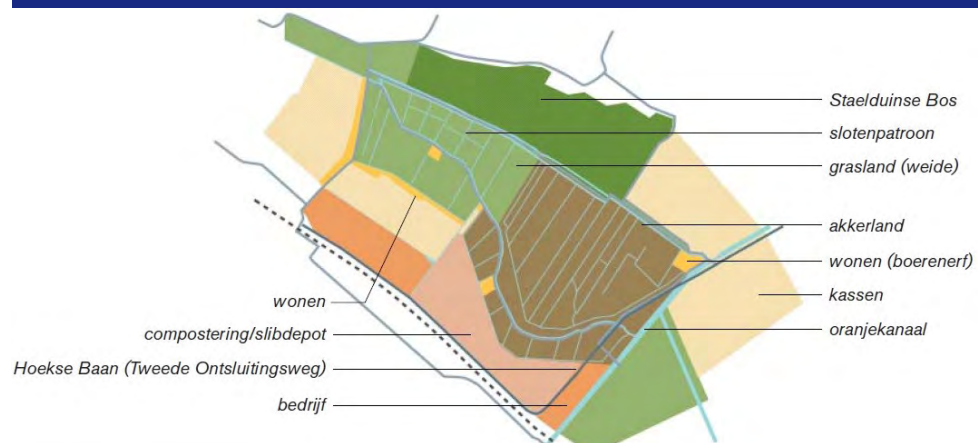 Staelduinse Bos
slotenpatroon
grasland (weide)
akkerland
wonen (boerenerf)
kassen
oranjekanaal
wonen
compostering/slibdepot
Hoekse Baan (Tweede Ontsluitingsweg)
bedrijf